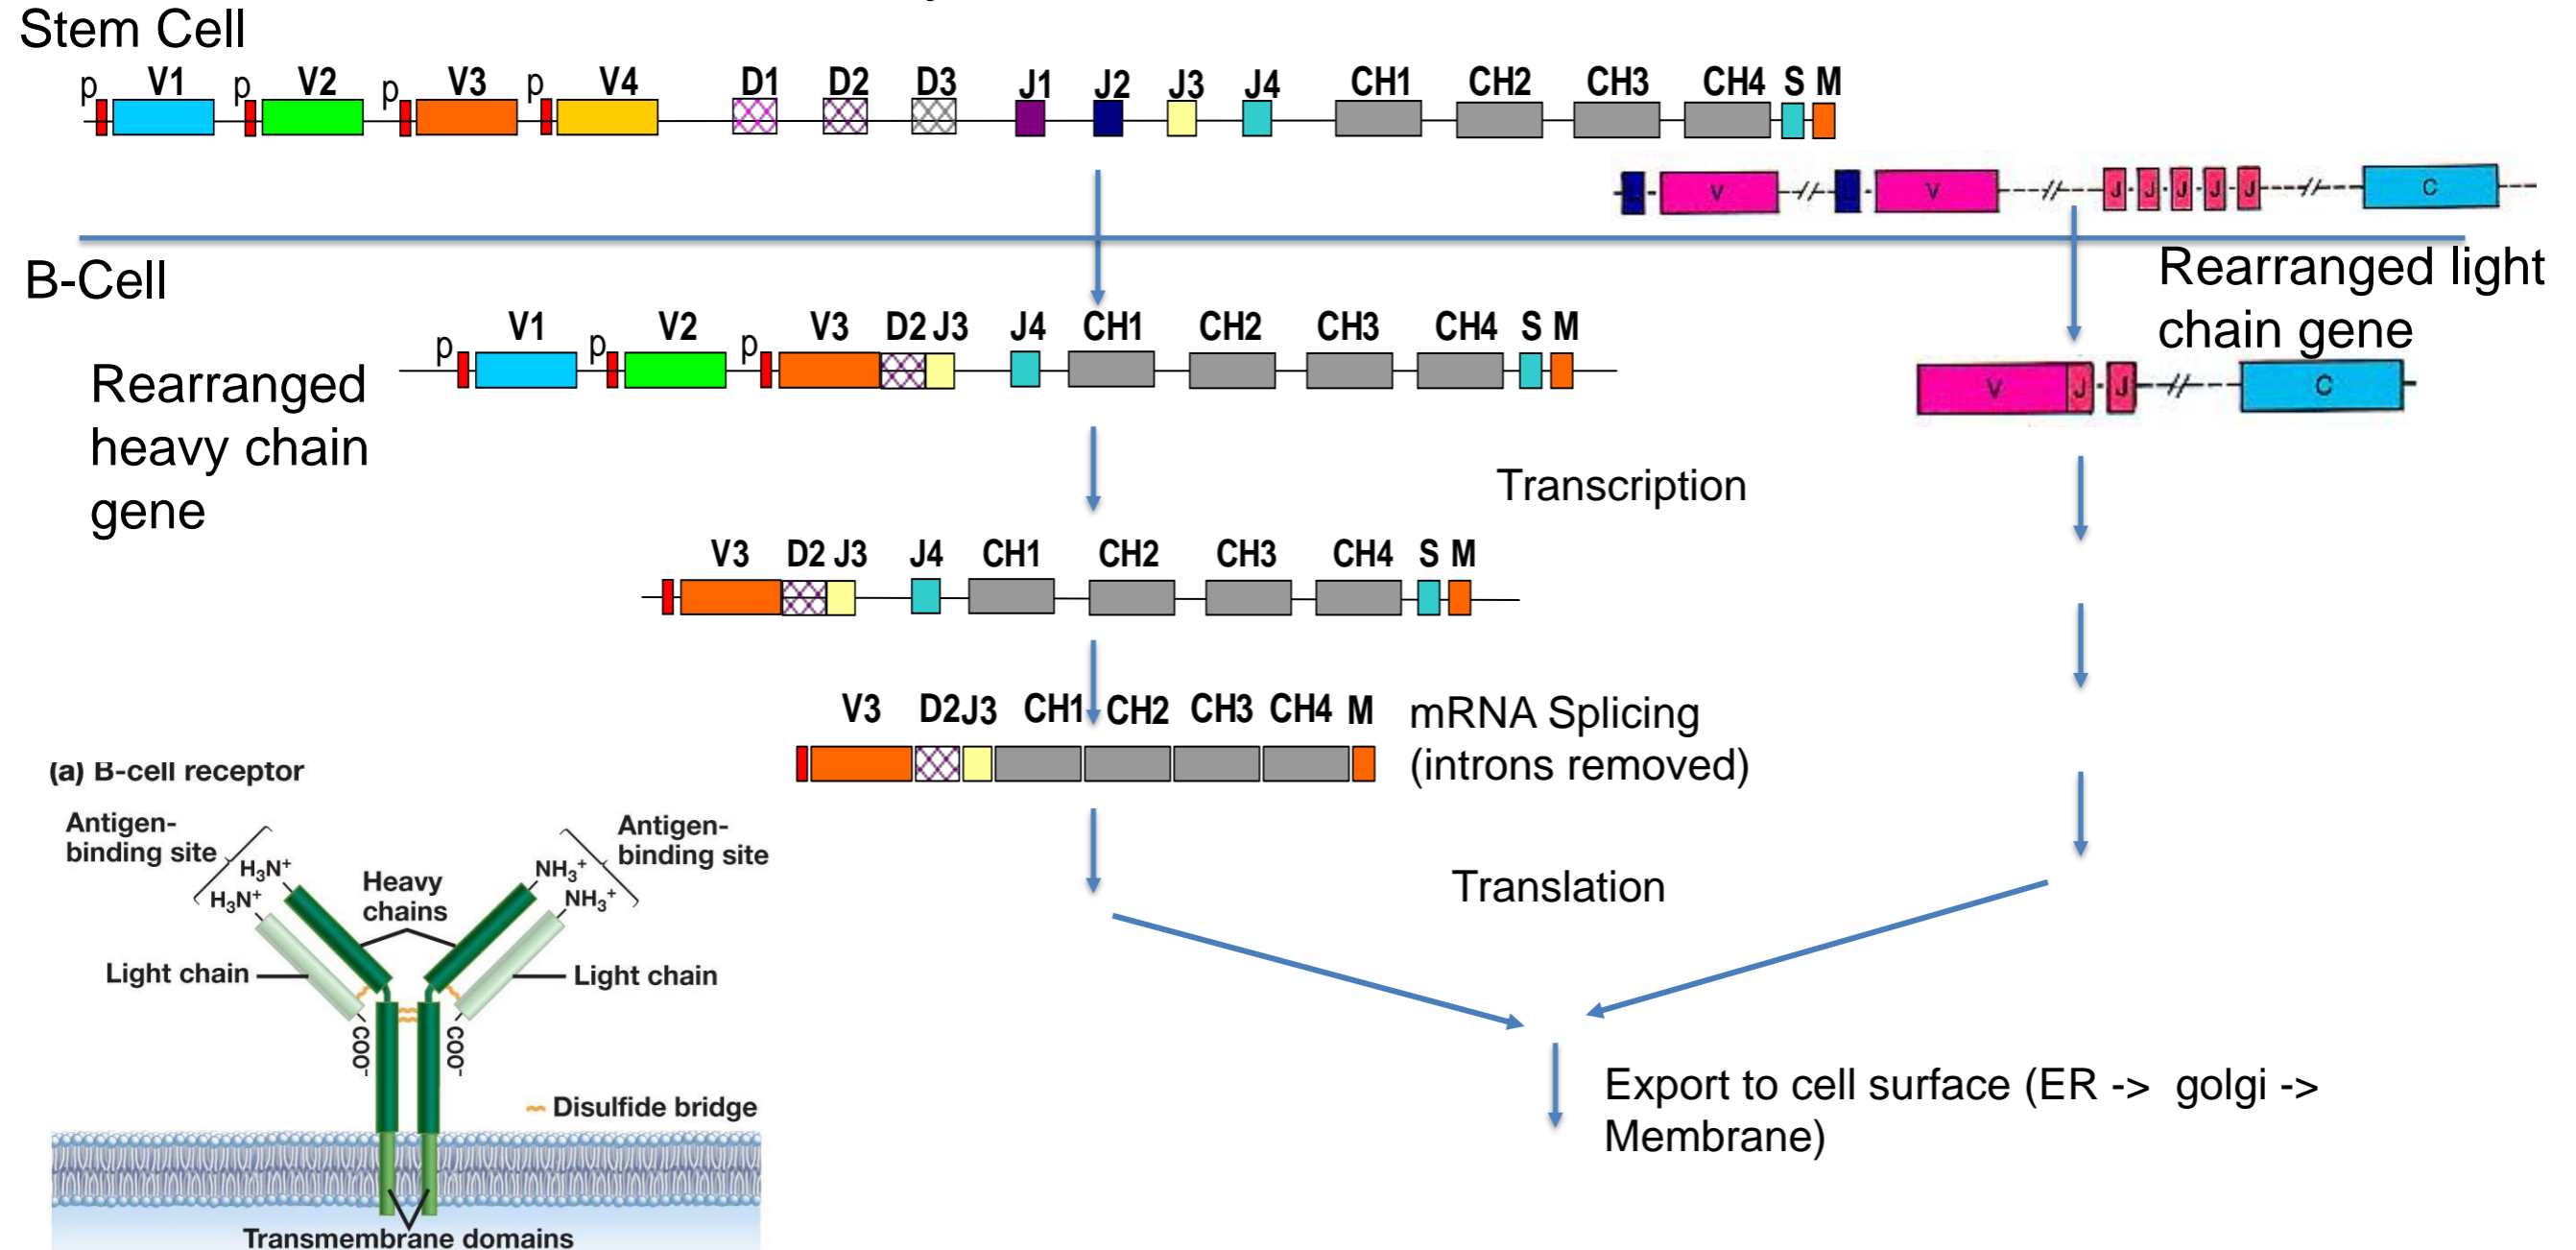 Stem Cell
p V1 p V2 p V3 p V4 D1 D2 D3 J1 J2 J3 J4 CH1 CH2 CH3 CH4 S M
V V J J J J J C
B-Cell
Rearranged light
chain gene
p V1 p V2 p V3 D2 J3 J4 CH1 CH2 CH3 CH4 S M
Rearranged
heavy chain
gene
V J J C
Transcription
V3 D2 J3 J4 CH1 CH2 CH3 CH4 S M
V3 D2 J3 CH1 CH2 CH3 CH4 M
mRNA Splicing
(introns removed)
(a) B-cell receptor
Antigen-
binding site
Antigen-
binding site
H₃N⁺
H₃N⁺
NH₃⁺
NH₃⁺
Heavy
chains
Translation
Light chain
Light chain
COO-
COO-
Disulfide bridge
Export to cell surface (ER -> golgi ->
Membrane)
Transmembrane domains